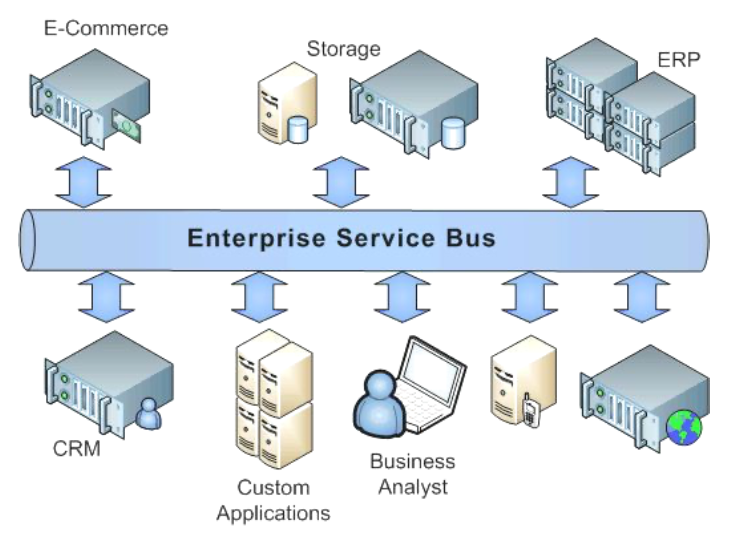 E-Commerce
Storage
ERP
Enterprise Service Bus
CRM
Custom
Applications
Business
Analyst